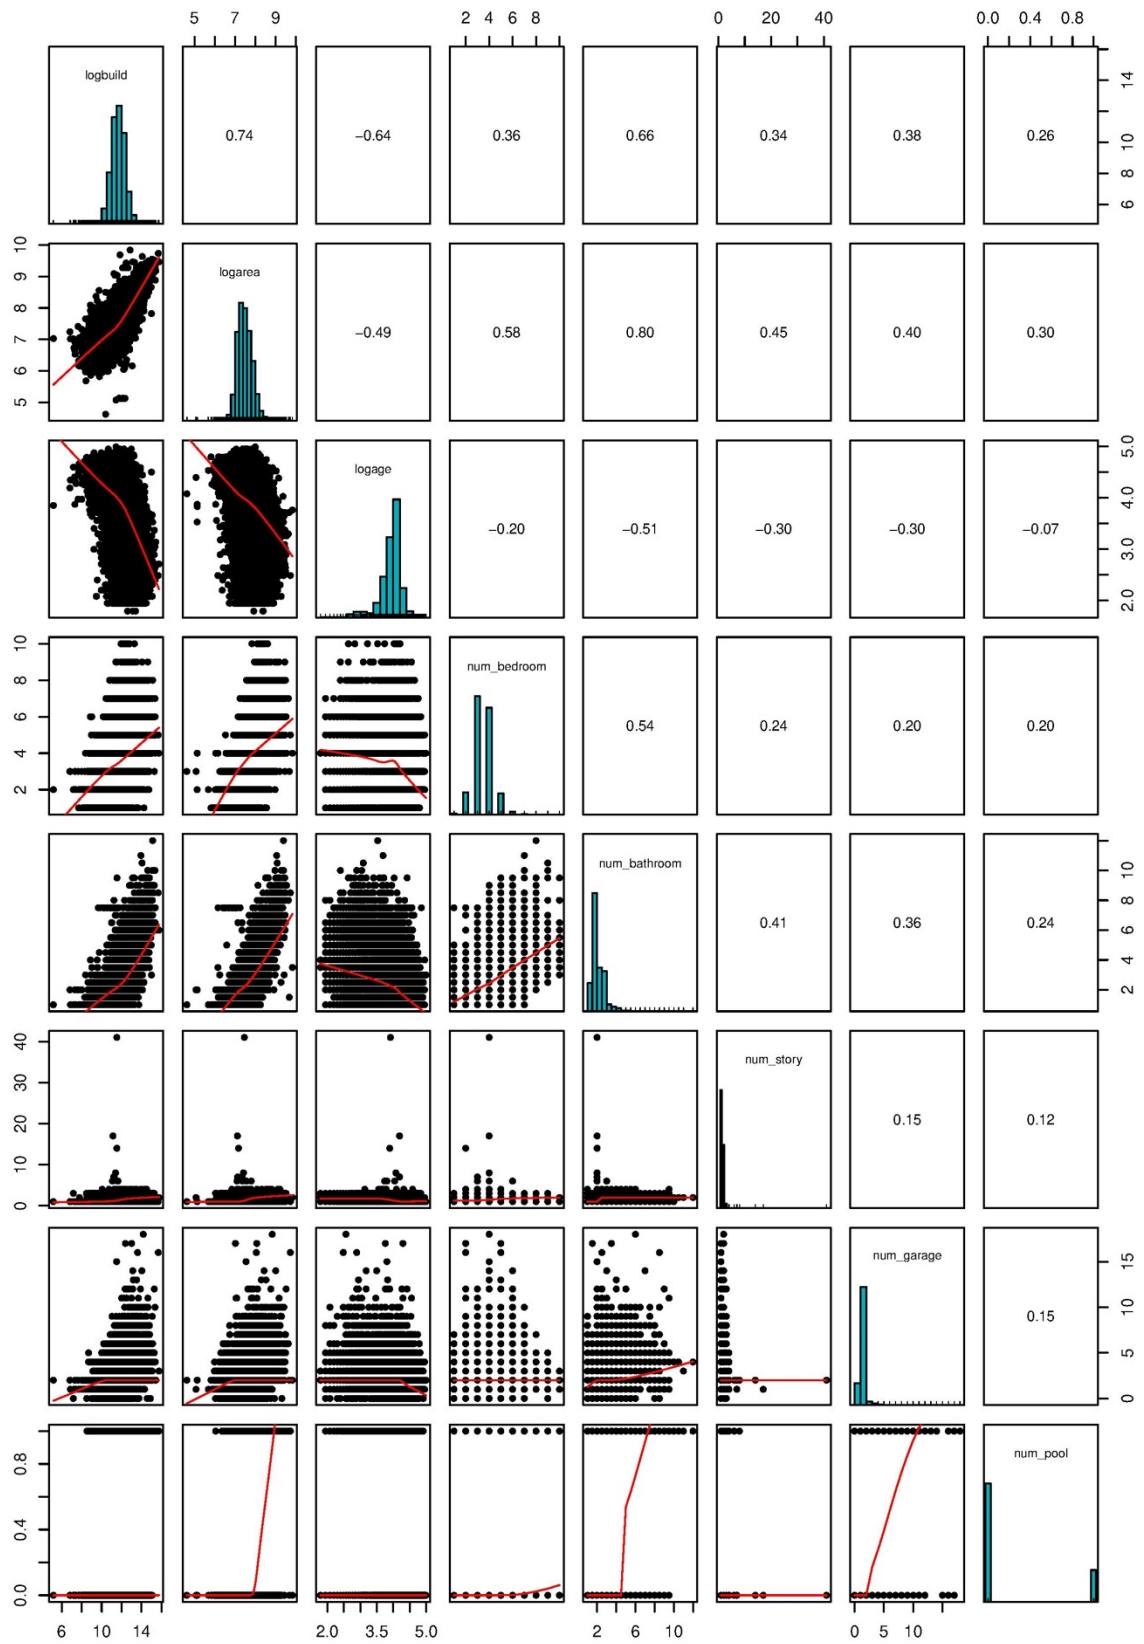 5 7 9 2 4 6 8 0 20 40 0.0 0.4 0.8
logbuild 0.74 −0.64 0.36 0.66 0.34 0.38 0.26 6 8 10 14
5 6 7 8 9 10 logarea −0.49 0.58 0.80 0.45 0.40 0.30
logage −0.20 −0.51 −0.30 −0.30 −0.07 2.0 3.0 4.0 5.0
2 4 6 8 10 num_bedroom 0.54 0.24 0.20 0.20
num_bathroom 0.41 0.36 0.24 2 4 6 8 10
0 10 20 30 40 num_story 0.15 0.12
num_garage 0.15 0 5 10 15
0.0 0.4 0.8 num_pool
6 10 14 2.0 3.5 5.0 2 6 10 0 5 10